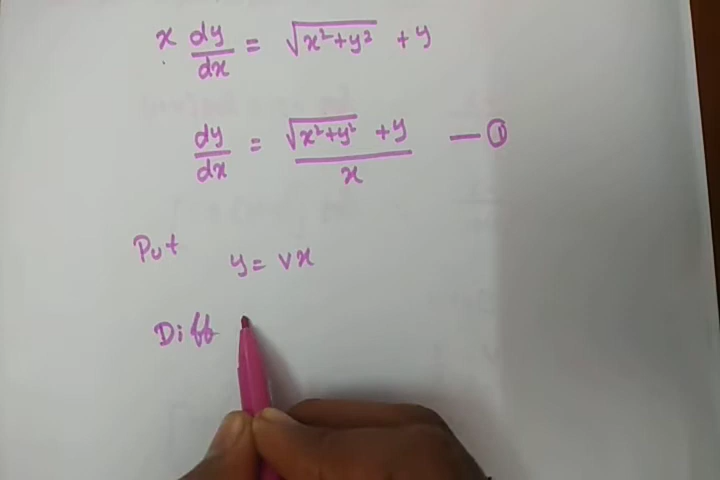 x dy/dx = √(x²+y²) + y
dy/dx = (√(x²+y²) + y)/x — ①
Put y = vx
Diff